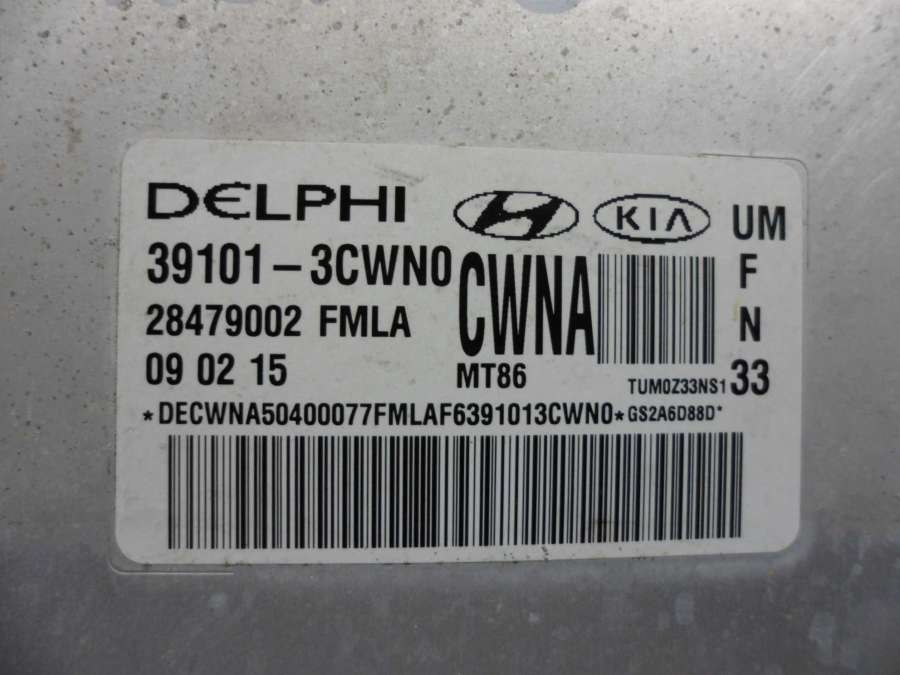 DELPHI H KIA UM
39101-3CWN0 CWNA F
28479002 FMLA N
09 02 15 MT86 TUM0Z33NS1 33
*DECWNA50400077FMLAF6391013CWN0*GS2A6D88D*